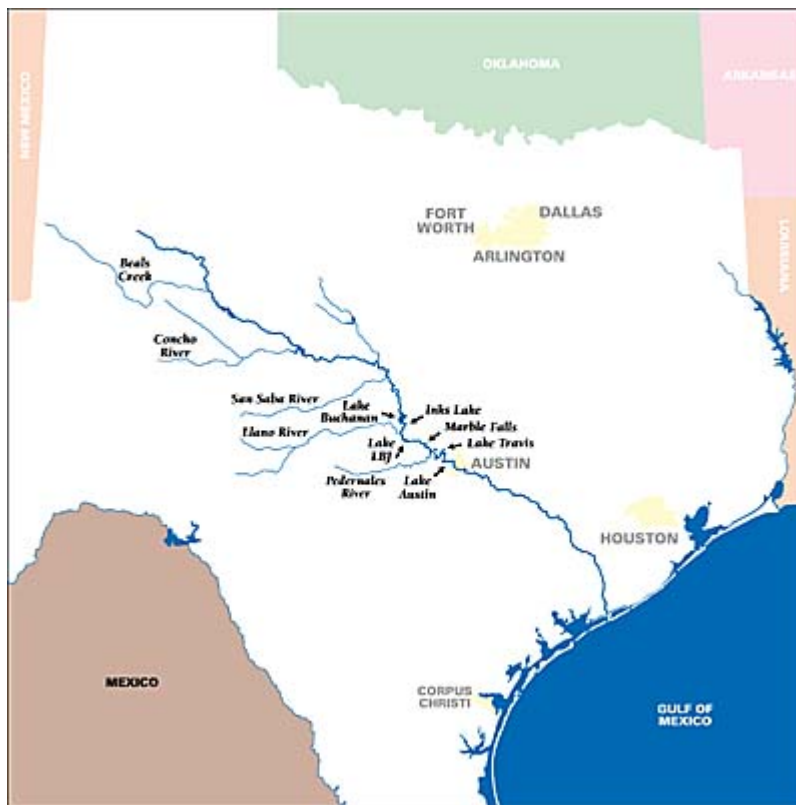 OKLAHOMA
ARKANSAS
NEW MEXICO
FORT
WORTH
DALLAS
ARLINGTON
LOUISIANA
Beals
Creek
Concho
River
San Saba River
Lake
Buchanan
Inks Lake
Marble Falls
Llano River
Lake
LBJ
Lake Travis
AUSTIN
Pedernales
River
Lake
Austin
HOUSTON
MEXICO
CORPUS
CHRISTI
GULF OF
MEXICO